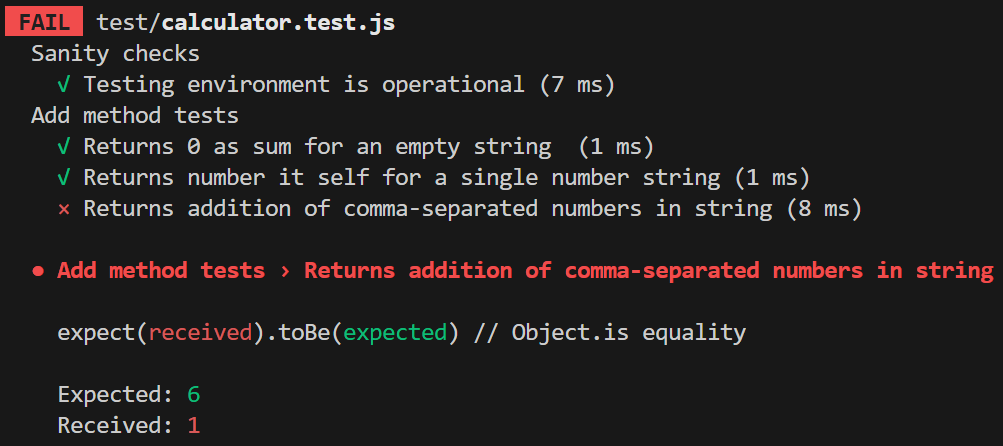 FAIL test/calculator.test.js
Sanity checks
√ Testing environment is operational (7 ms)
Add method tests
√ Returns 0 as sum for an empty string  (1 ms)
√ Returns number it self for a single number string (1 ms)
× Returns addition of comma-separated numbers in string (8 ms)
● Add method tests › Returns addition of comma-separated numbers in string
expect(received).toBe(expected) // Object.is equality
Expected: 6
Received: 1